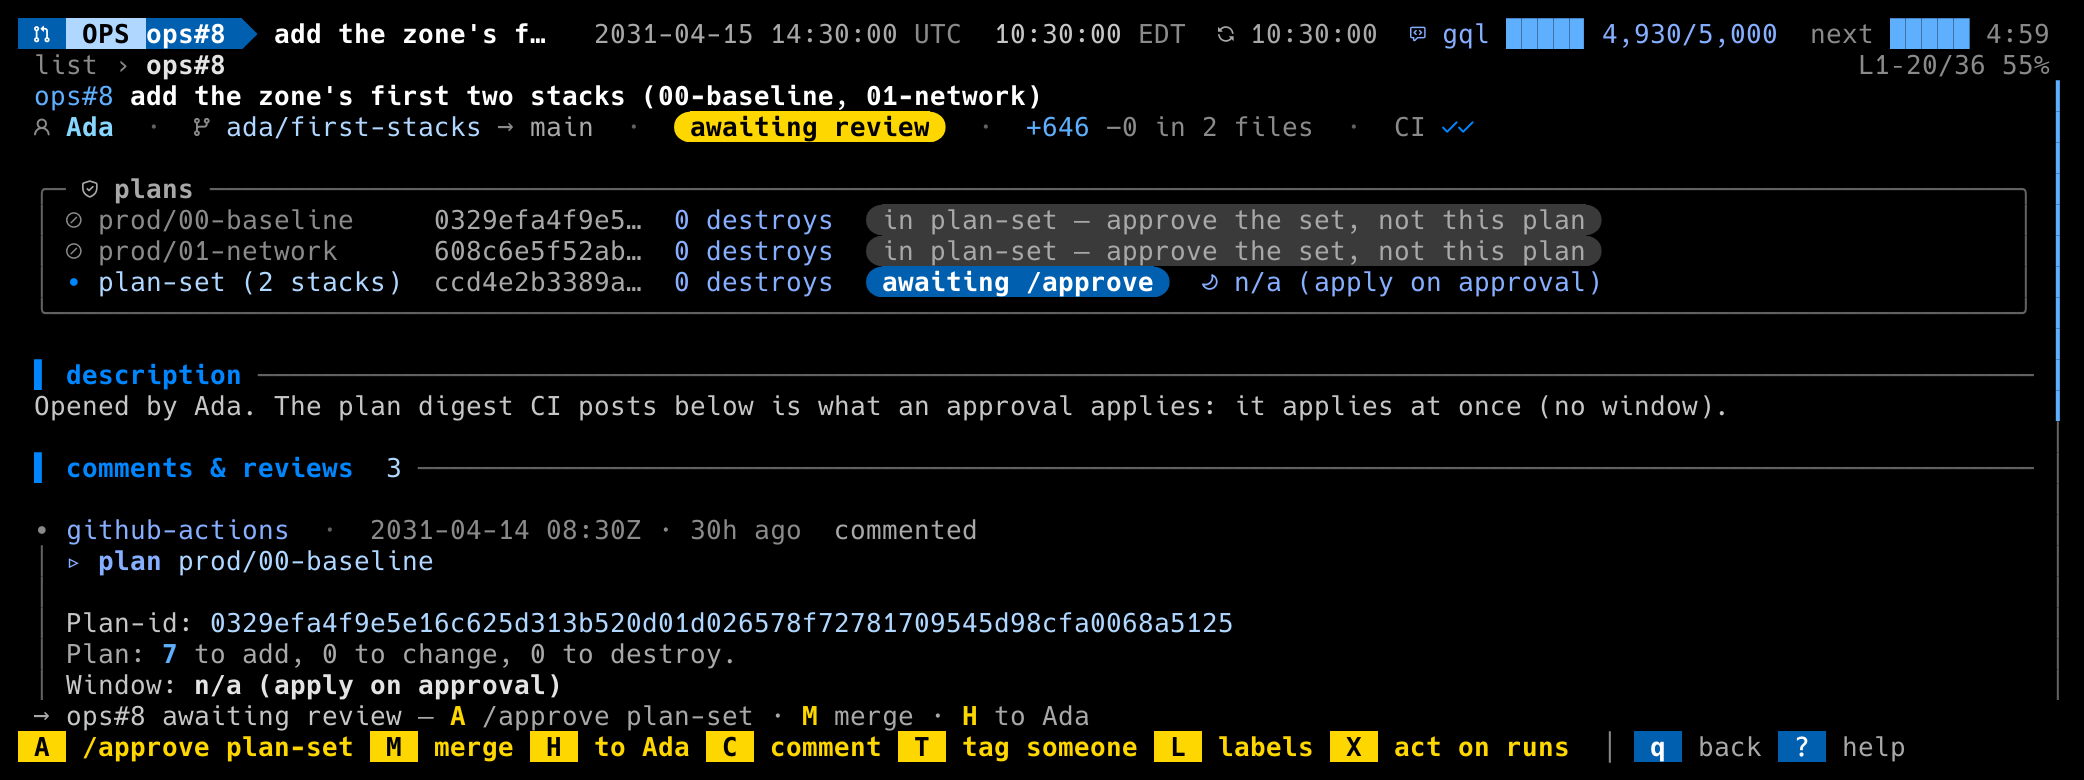 OPS ops#8 add the zone's f… 2031-04-15 14:30:00 UTC 10:30:00 EDT 10:30:00 gql 4,930/5,000 next 4:59
list › ops#8 L1-20/36 55%
ops#8 add the zone's first two stacks (00-baseline, 01-network)
Ada · ada/first-stacks → main · awaiting review · +646 −0 in 2 files · CI ✓✓
plans
⊘ prod/00-baseline 0329efa4f9e5… 0 destroys in plan-set — approve the set, not this plan
⊘ prod/01-network 608c6e5f52ab… 0 destroys in plan-set — approve the set, not this plan
• plan-set (2 stacks) ccd4e2b3389a… 0 destroys awaiting /approve n/a (apply on approval)
description
Opened by Ada. The plan digest CI posts below is what an approval applies: it applies at once (no window).
comments & reviews 3
• github-actions · 2031-04-14 08:30Z · 30h ago commented
▹ plan prod/00-baseline
Plan-id: 0329efa4f9e5e16c625d313b520d01d026578f72781709545d98cfa0068a5125
Plan: 7 to add, 0 to change, 0 to destroy.
Window: n/a (apply on approval)
→ ops#8 awaiting review — A /approve plan-set · M merge · H to Ada
A /approve plan-set M merge H to Ada C comment T tag someone L labels X act on runs │ q back ? help